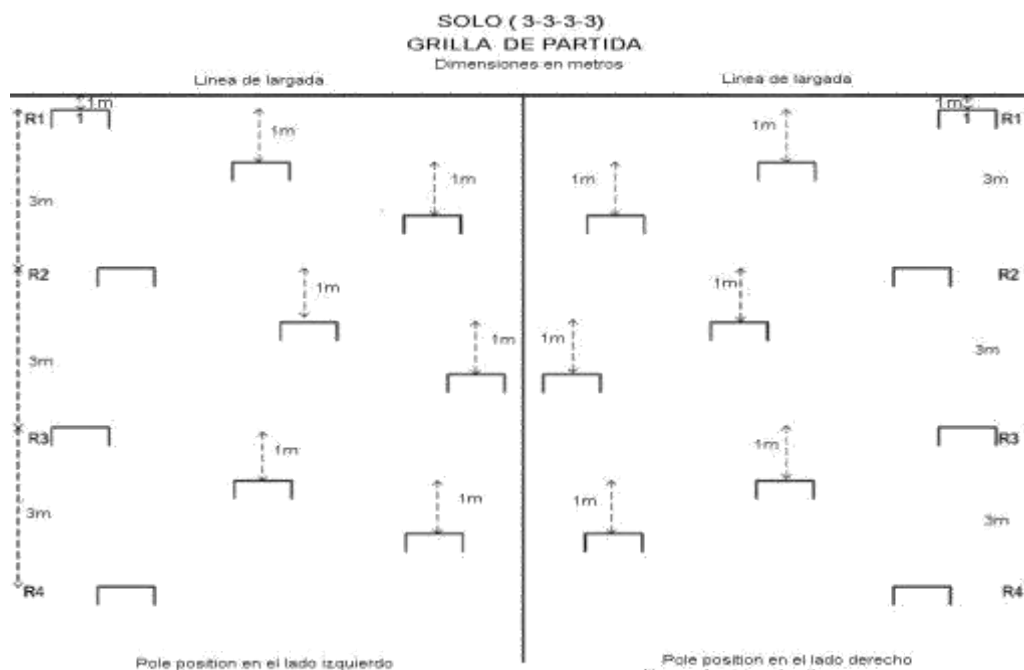 SOLO ( 3-3-3-3)
GRILLA DE PARTIDA
Dimensiones en metros
Linea de largada
Linea de largada
1m
1m
R1
1
1m
1m
1
R1
1m
1m
3m
3m
R2
1m
1m
R2
1m
1m
3m
3m
R3
1m
1m
R3
1m
1m
3m
3m
R4
R4
Pole position en el lado izquierdo
Pole position en el lado derecho